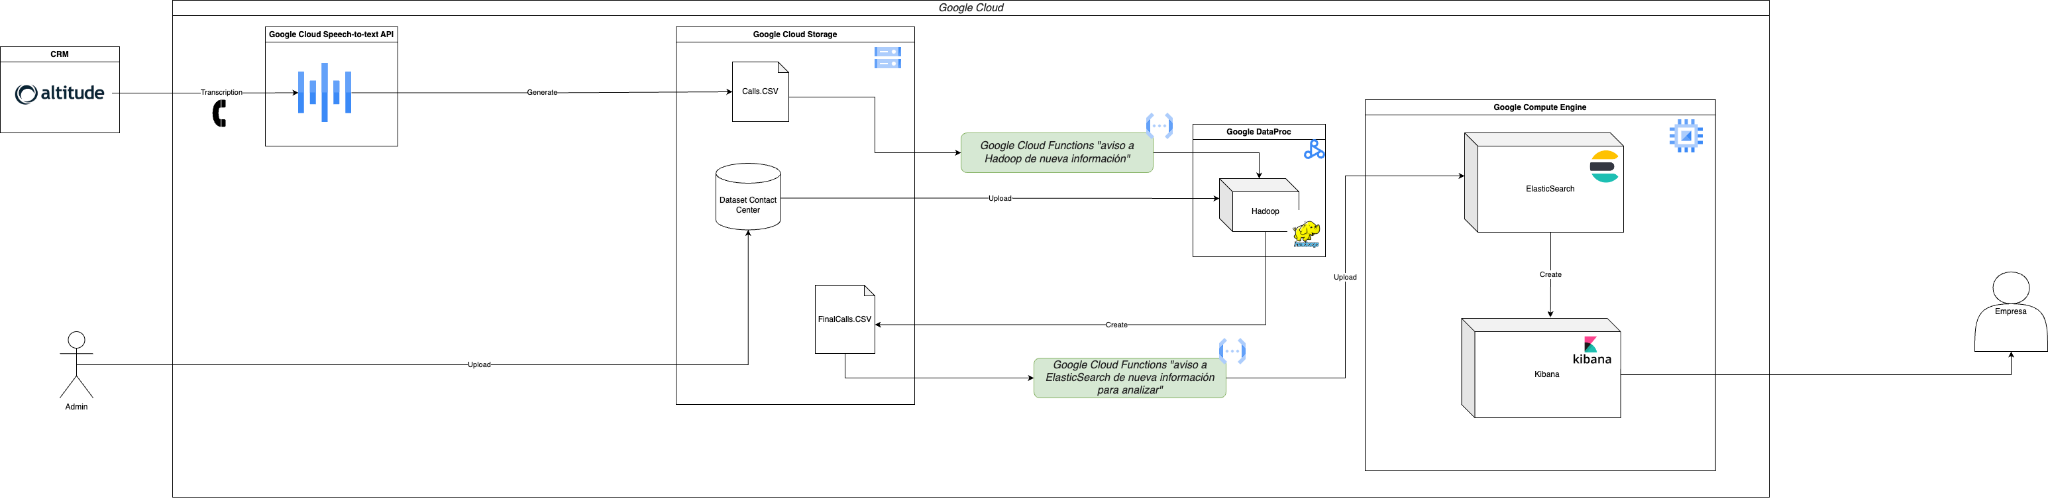 Google Cloud
CRM
altitude
Transcription
Google Cloud Speech-to-text API
Generate
Google Cloud Storage
Calls.CSV
Dataset Contact
Center
FinalCalls.CSV
Admin
Upload
Google Cloud Functions "aviso a
Hadoop de nueva información"
Upload
Google DataProc
Hadoop
hadoop
Create
Google Cloud Functions "aviso a
ElasticSearch de nueva información
para analizar"
Upload
Google Compute Engine
ElasticSearch
Create
kibana
Kibana
Empresa